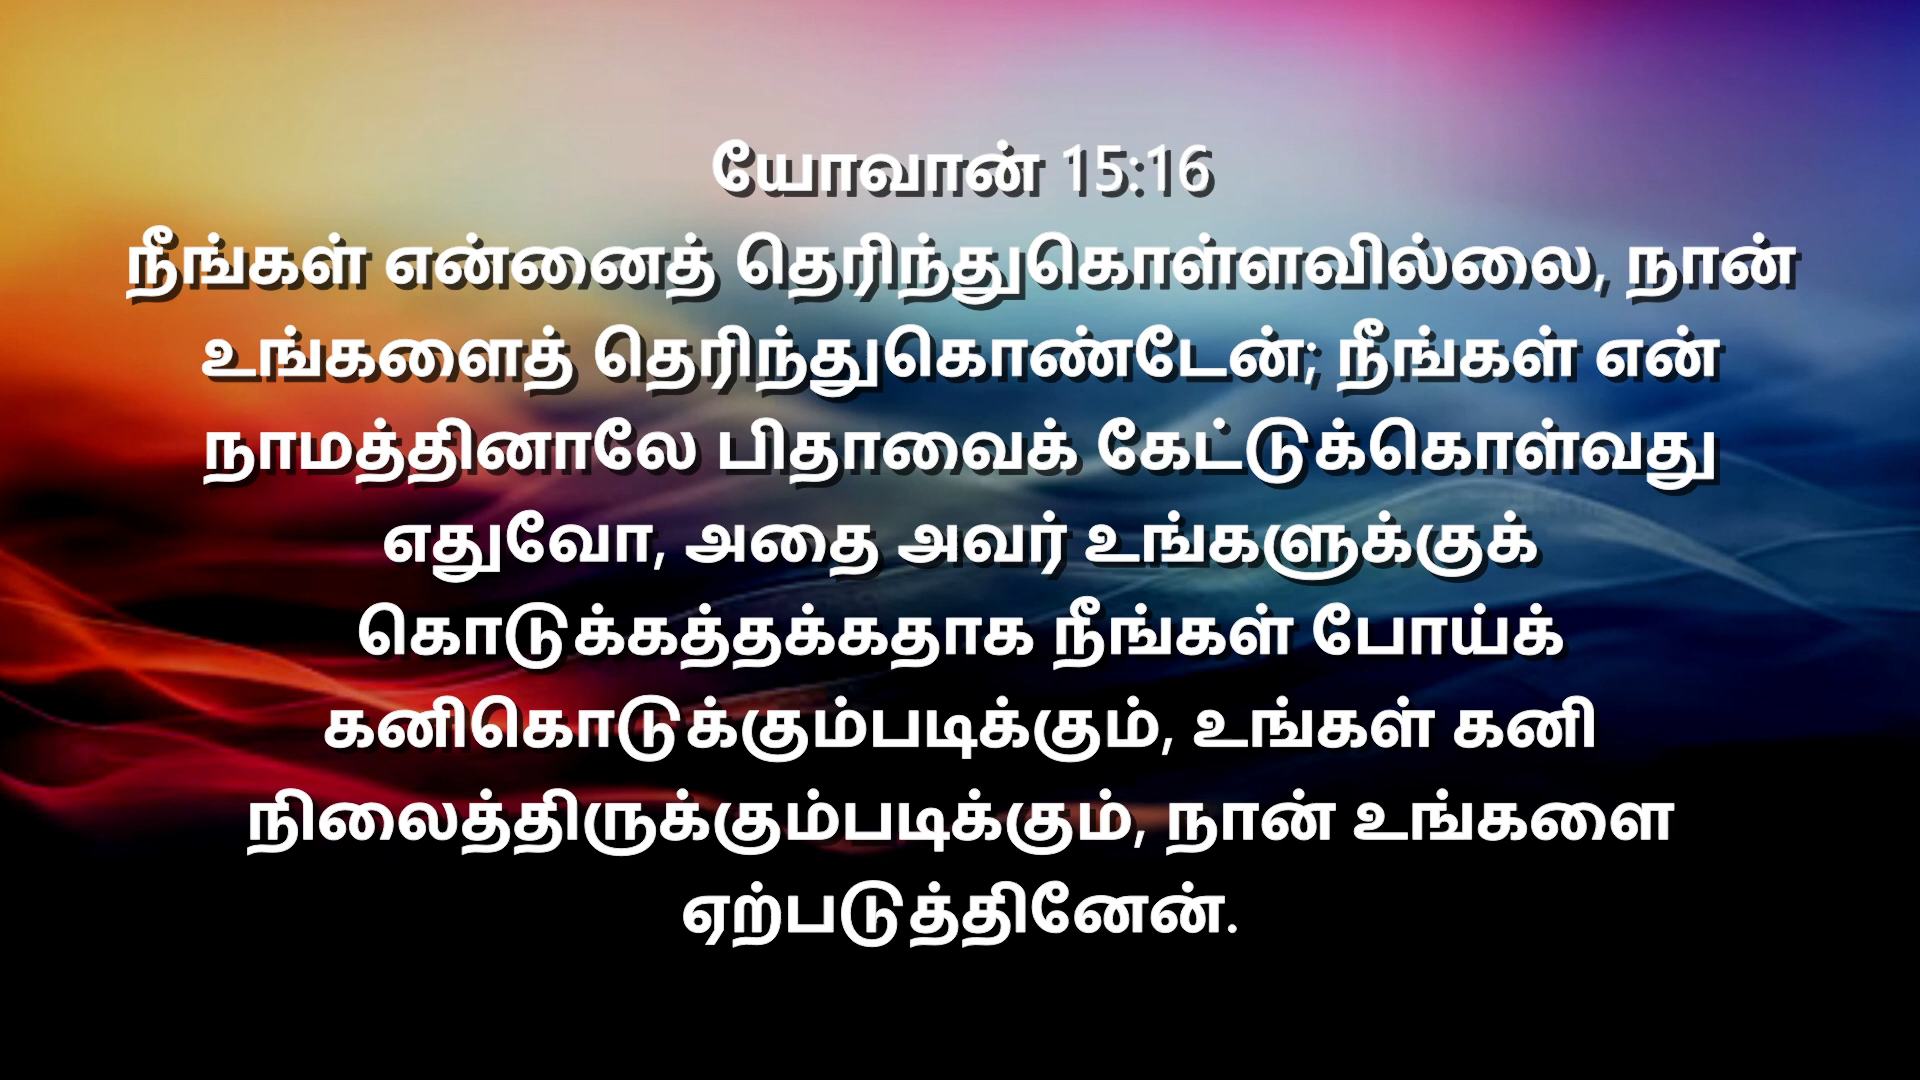 யோவான் 15:16
நீங்கள் என்னைத் தெரிந்துகொள்ளவில்லை, நான்
உங்களைத் தெரிந்துகொண்டேன்; நீங்கள் என்
நாமத்தினாலே பிதாவைக் கேட்டுக்கொள்வது
எதுவோ, அதை அவர் உங்களுக்குக்
கொடுக்கத்தக்கதாக நீங்கள் போய்க்
கனிகொடுக்கும்படிக்கும், உங்கள் கனி
நிலைத்திருக்கும்படிக்கும், நான் உங்களை
ஏற்படுத்தினேன்.